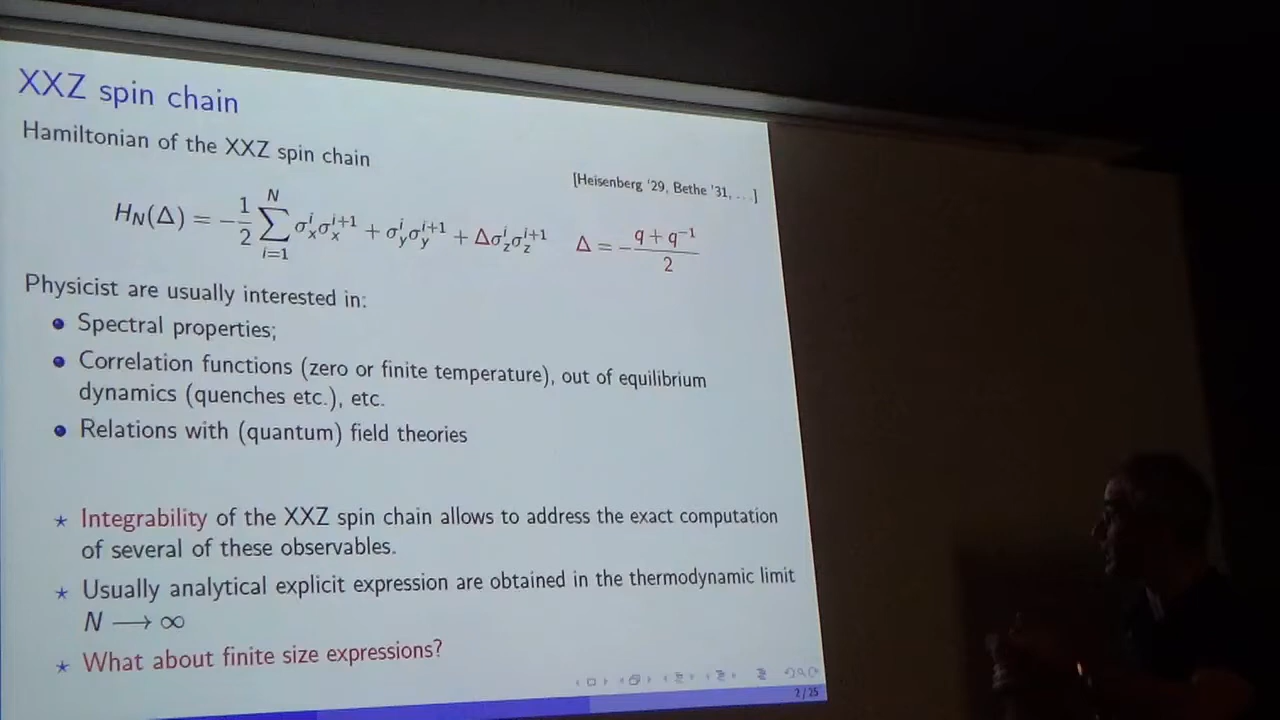 XXZ spin chain
Hamiltonian of the XXZ spin chain
[Heisenberg '29, Bethe '31, ...]
H_N(Δ) = −1/2 ∑_{i=1}^{N} σ_x^i σ_x^{i+1} + σ_y^i σ_y^{i+1} + Δσ_z^i σ_z^{i+1}   Δ = −(q + q^{−1})/2
Physicist are usually interested in:
• Spectral properties;
• Correlation functions (zero or finite temperature), out of equilibrium
dynamics (quenches etc.), etc.
• Relations with (quantum) field theories
⋆ Integrability of the XXZ spin chain allows to address the exact computation
of several of these observables.
⋆ Usually analytical explicit expression are obtained in the thermodynamic limit
N ⟶ ∞
⋆ What about finite size expressions?
2 / 25